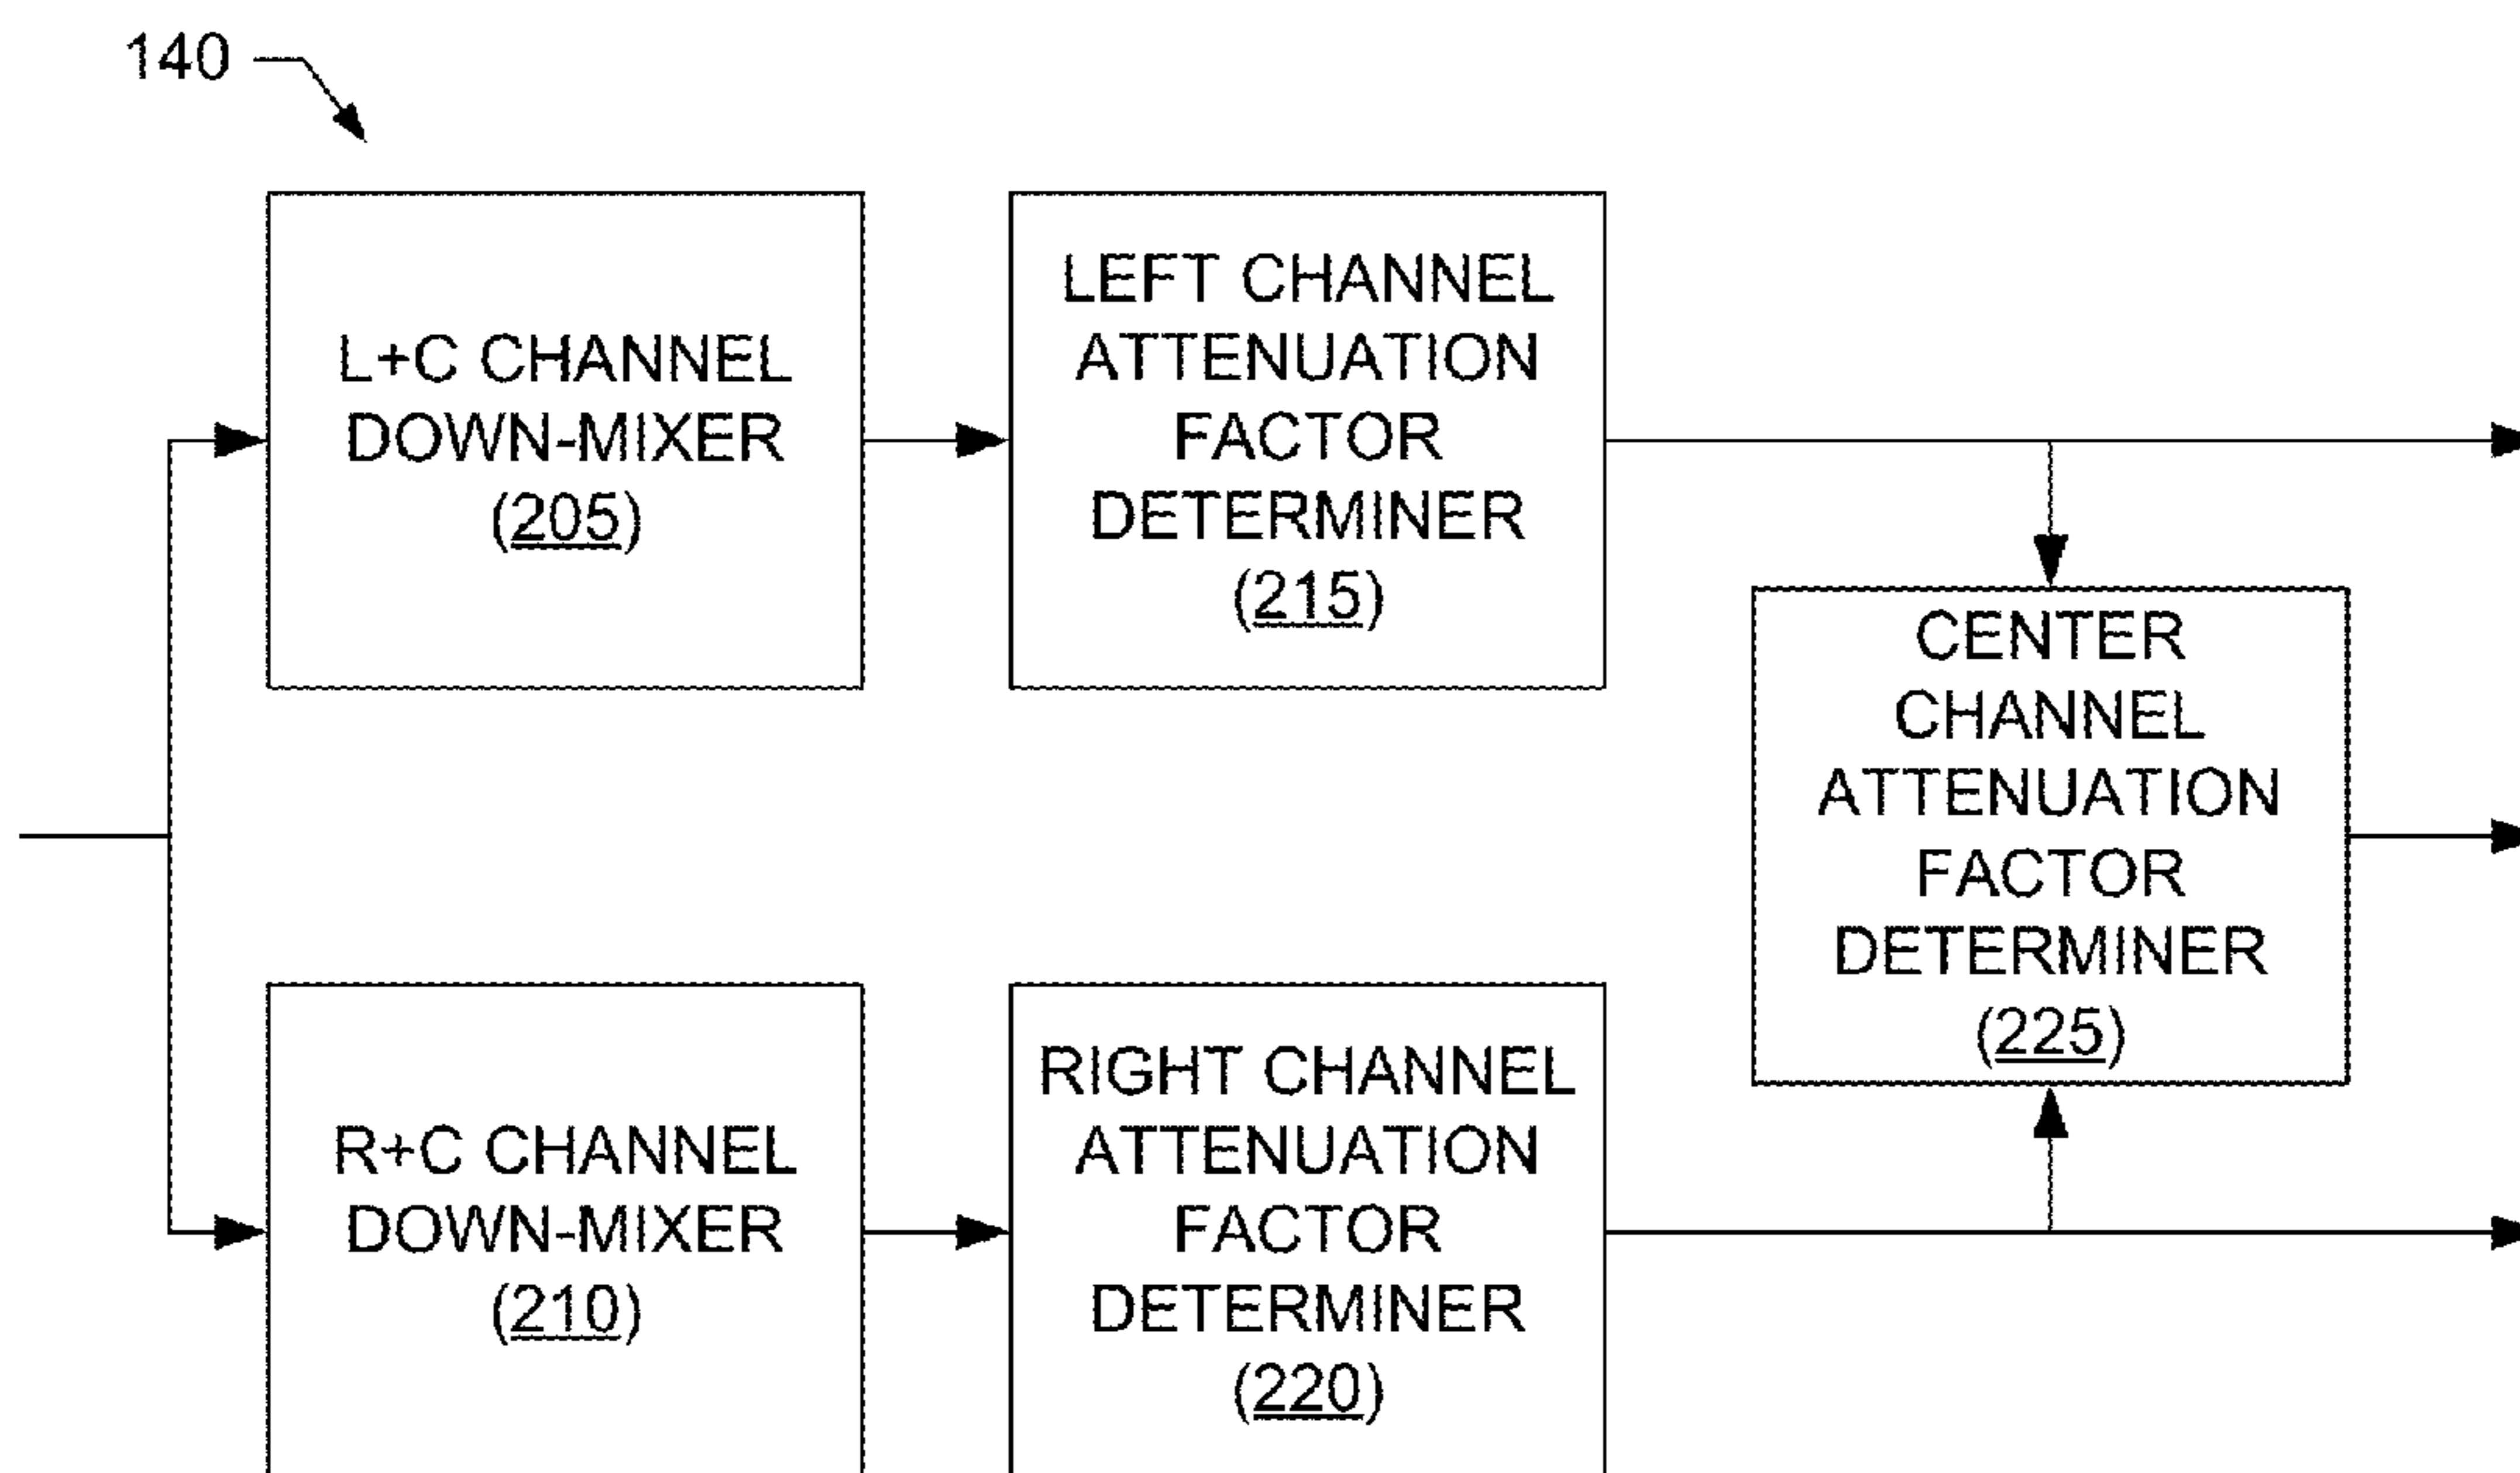 140
L+C CHANNEL
DOWN-MIXER
(205)
LEFT CHANNEL
ATTENUATION
FACTOR
DETERMINER
(215)
CENTER
CHANNEL
ATTENUATION
FACTOR
DETERMINER
(225)
R+C CHANNEL
DOWN-MIXER
(210)
RIGHT CHANNEL
ATTENUATION
FACTOR
DETERMINER
(220)